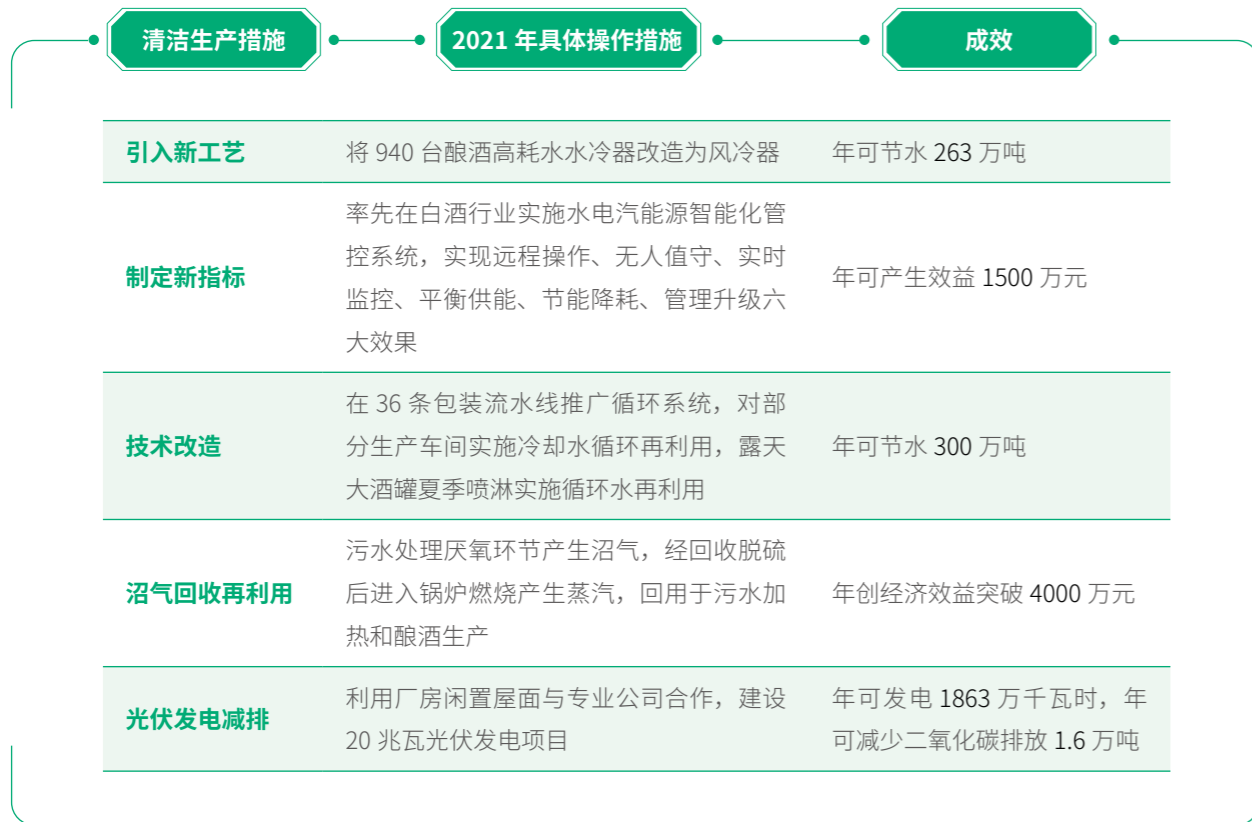 清洁生产措施
2021 年具体操作措施
成效
引入新工艺
将 940 台酿酒高耗水水冷器改造为风冷器
年可节水 263 万吨
制定新指标
率先在白酒行业实施水电汽能源智能化管
控系统，实现远程操作、无人值守、实时
监控、平衡供能、节能降耗、管理升级六
大效果
年可产生效益 1500 万元
技术改造
在 36 条包装流水线推广循环系统，对部
分生产车间实施冷却水循环再利用，露天
大酒罐夏季喷淋实施循环水再利用
年可节水 300 万吨
沼气回收再利用
污水处理厌氧环节产生沼气，经回收脱硫
后进入锅炉燃烧产生蒸汽，回用于污水加
热和酿酒生产
年创经济效益突破 4000 万元
光伏发电减排
利用厂房闲置屋面与专业公司合作，建设
20 兆瓦光伏发电项目
年可发电 1863 万千瓦时，年
可减少二氧化碳排放 1.6 万吨